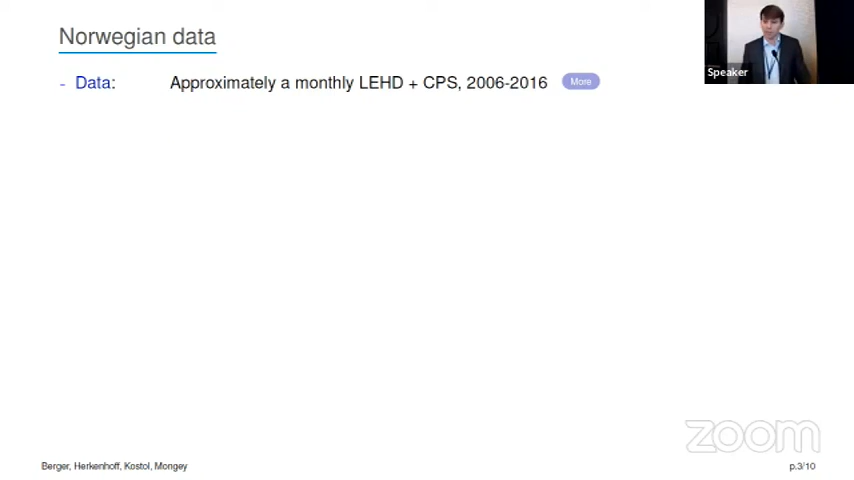 Norwegian data
Speaker
- Data: Approximately a monthly LEHD + CPS, 2006-2016 More
zoom
Berger, Herkenhoff, Kostol, Mongey p.3/10